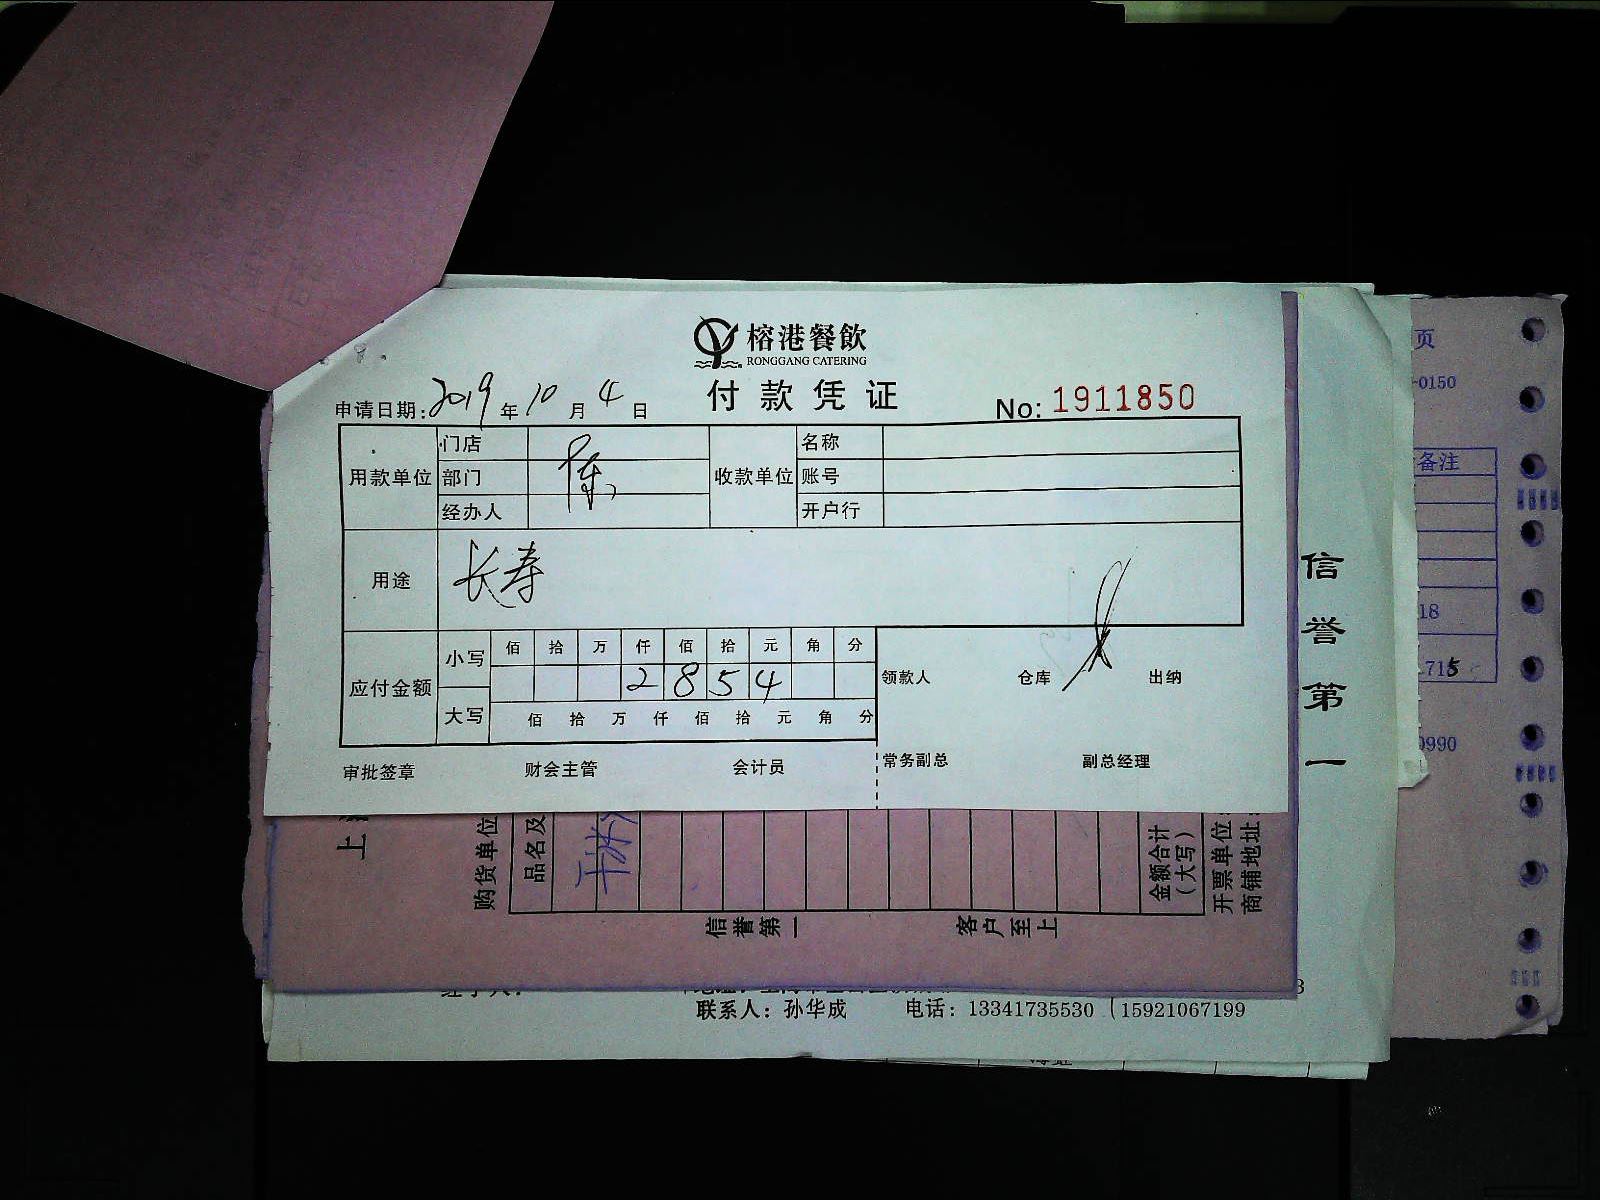 榕港餐飲
RONGGANG CATERING
付款凭证
申请日期:2019年10月4日
No: 1911850
用款单位 门店 收款单位 名称
部门 陈 账号
经办人 开户行
用途 长寿
应付金额 小写 佰 拾 万 仟 佰 拾 元 角 分
2 8 5 4
领款人 仓库 出纳
大写 佰 拾 万 仟 佰 拾 元 角 分
审批签章 财会主管 会计员 常务副总 副总经理
信誉第一
页
-0150
备注
18
.715
0990
上
购货单位
品名及
金额合计
(大写)
开票单位:
商铺地址:
信誉第一 客户至上
联系人：孙华成 电话：13341735530 (15921067199